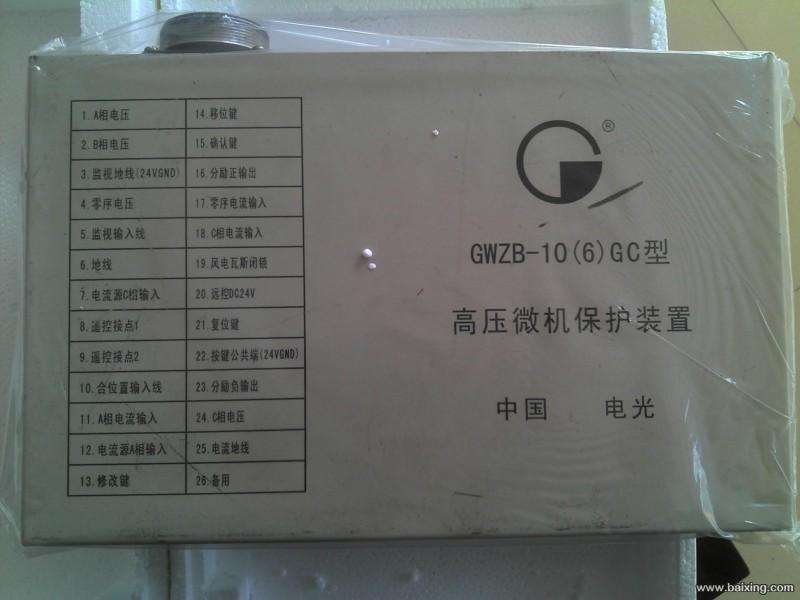 1.A相电压
14.移位键
2.B相电压
15.确认键
3.监视地线(24VGND)
16.分励正输出
4.零序电压
17.零序电流输入
5.监视输入线
18.C相电流输入
6.地线
19.风电瓦斯闭锁
7.电流源C相输入
20.远控DC24V
8.遥控接点1
21.复位键
9.遥控接点2
22.按键公共端(24VGND)
10.合位置输入线
23.分励负输出
11.A相电流输入
24.C相电压
12.电流源A相输入
25.电流地线
13.修改键
26.备用
®
GWZB-10(6)GC型
高压微机保护装置
中国 电光
www.baixing.com